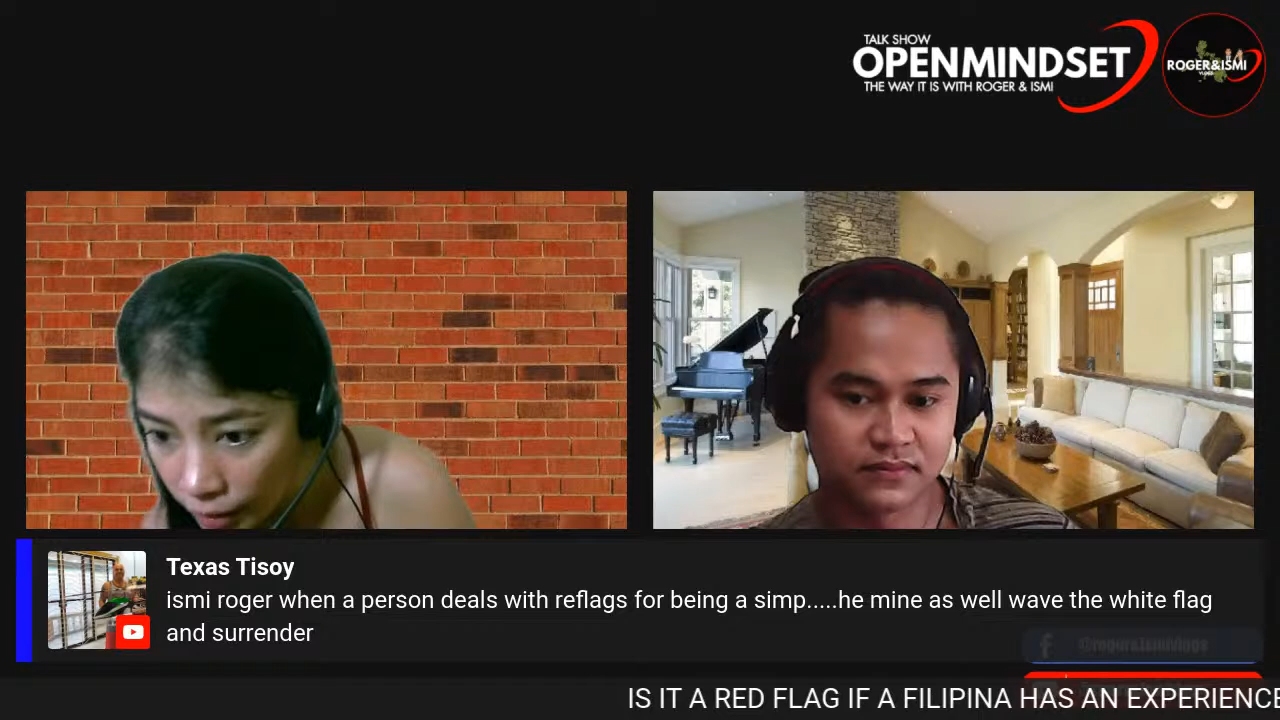 TALK SHOW
OPENMINDSET
THE WAY IT IS WITH ROGER & ISMI
ROGER&ISMI
Texas Tisoy
ismi roger when a person deals with reflags for being a simp.....he mine as well wave the white flag
and surrender
IS IT A RED FLAG IF A FILIPINA HAS AN EXPERIENCE